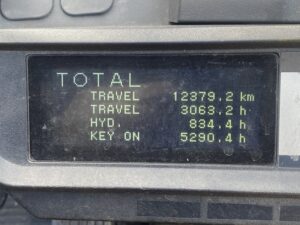 TOTAL
TRAVEL 12379.2 km
TRAVEL 3063.2 h
HYD. 834.4 h
KEY ON 5290.4 h